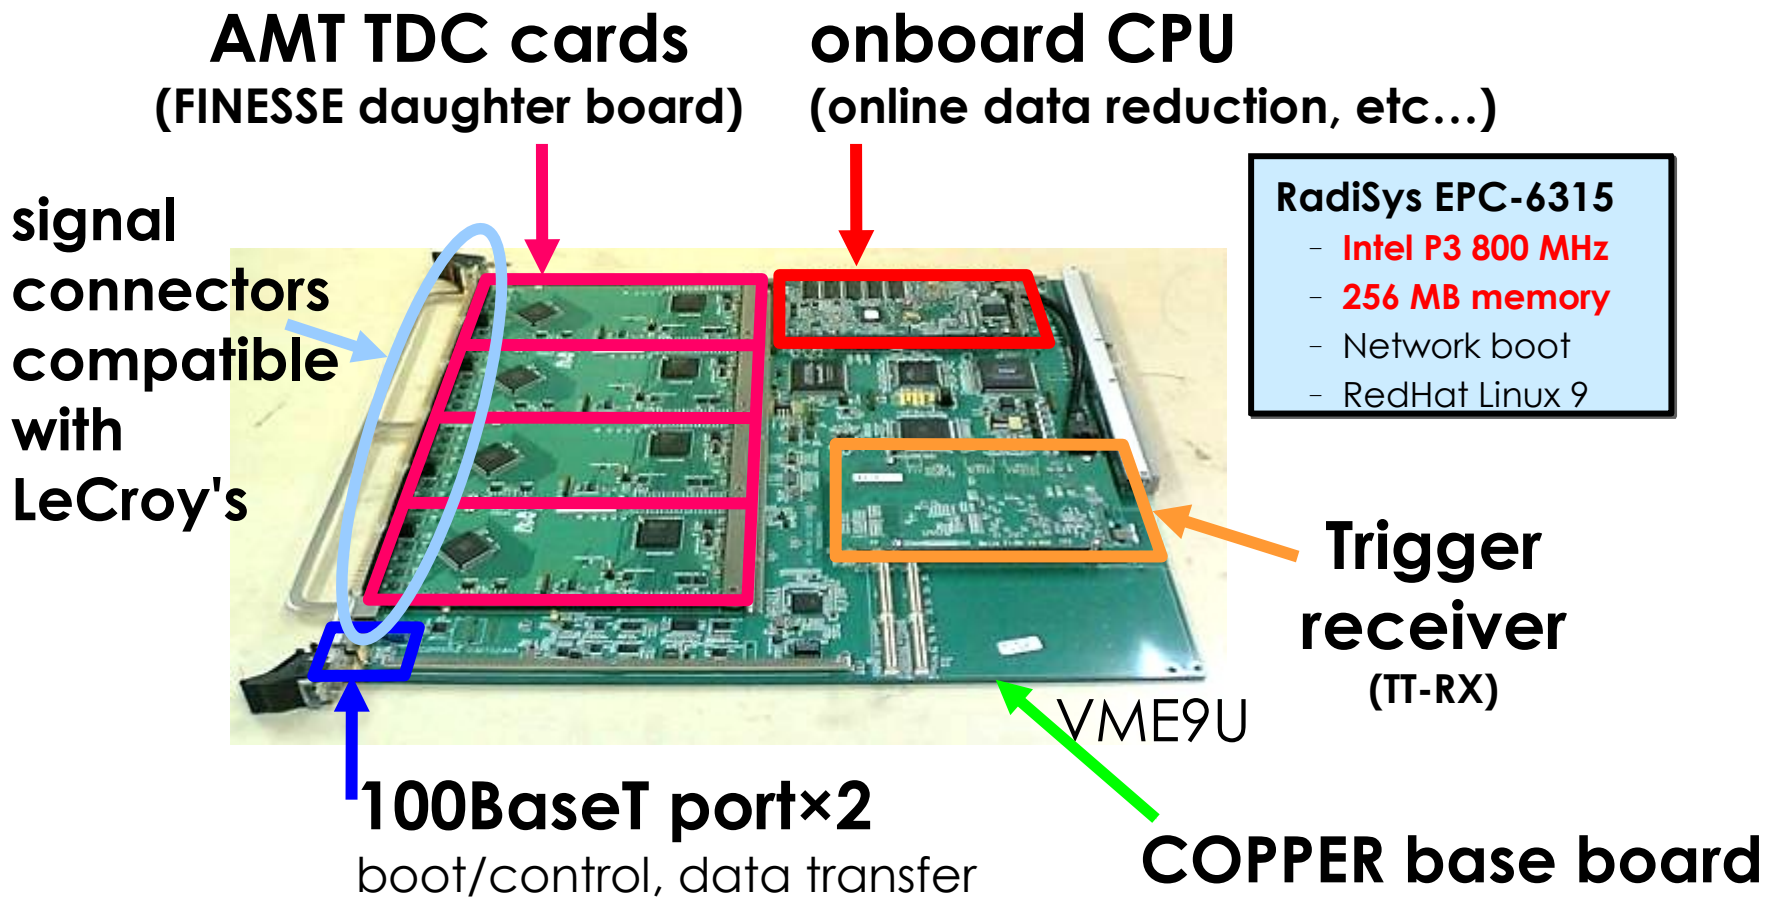 AMT TDC cards
(FINESSE daughter board)
onboard CPU
(online data reduction, etc…)
RadiSys EPC-6315
- Intel P3 800 MHz
- 256 MB memory
- Network boot
- RedHat Linux 9
signal
connectors
compatible
with
LeCroy's
Trigger
receiver
(TT-RX)
VME9U
100BaseT port×2
boot/control, data transfer
COPPER base board